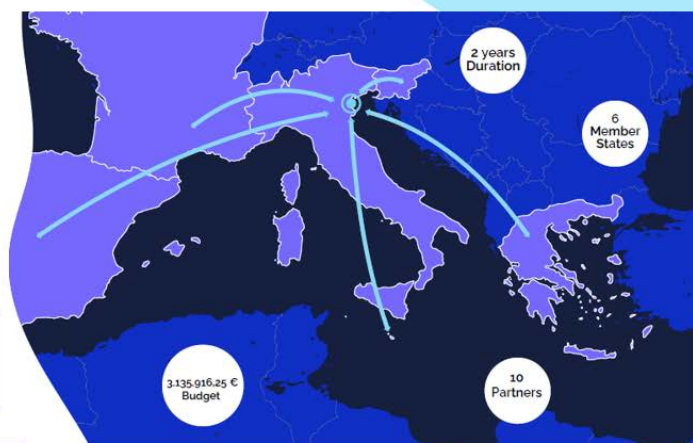 2 years
Duration
6
Member
States
3.135.916,25 €
Budget
10
Partners